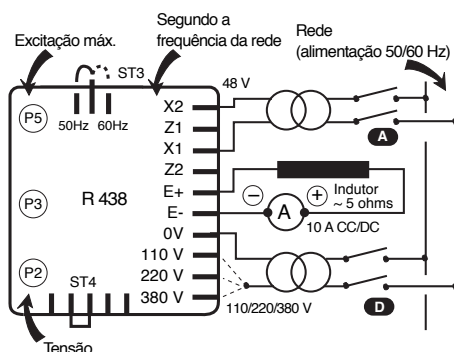 Excitação máx.
Segundo a
frequência da rede
Rede
(alimentação 50/60 Hz)
ST3
48 V
P5
50Hz
60Hz
X2
Z1
X1
A
Z2
E+
Indutor
~ 5 ohms
P3
R 438
E-
A
10 A CC/DC
0V
110 V
P2
ST4
220 V
380 V
110/220/380 V
D
Tensão